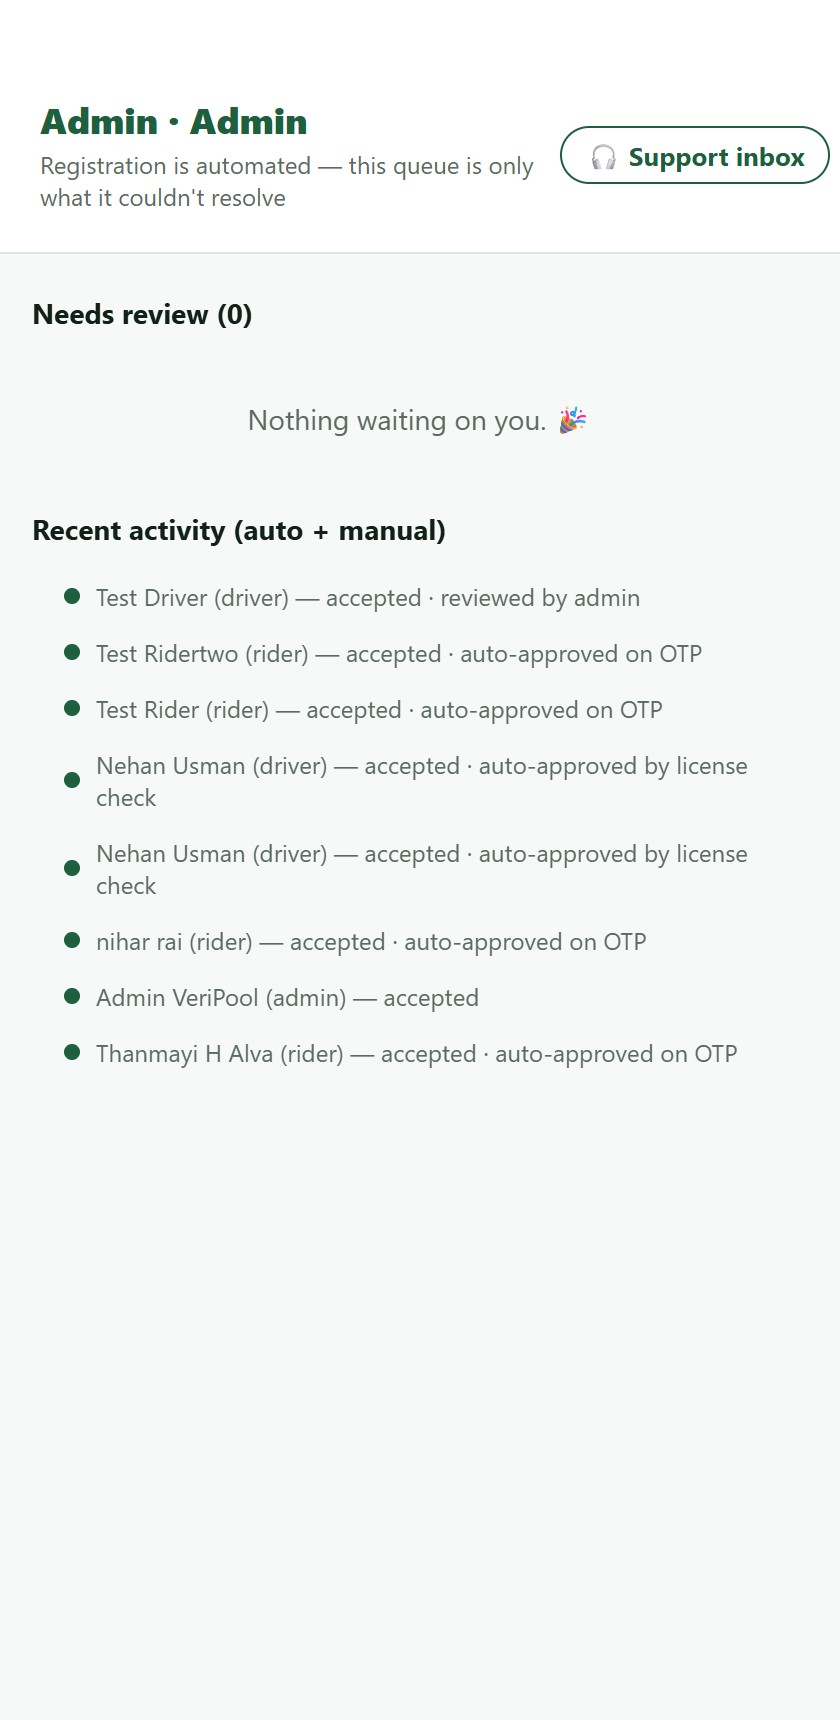 Admin · Admin
Registration is automated — this queue is only
what it couldn't resolve
🎧 Support inbox
Needs review (0)
Nothing waiting on you. 🎉
Recent activity (auto + manual)
Test Driver (driver) — accepted · reviewed by admin
Test Ridertwo (rider) — accepted · auto-approved on OTP
Test Rider (rider) — accepted · auto-approved on OTP
Nehan Usman (driver) — accepted · auto-approved by license
check
Nehan Usman (driver) — accepted · auto-approved by license
check
nihar rai (rider) — accepted · auto-approved on OTP
Admin VeriPool (admin) — accepted
Thanmayi H Alva (rider) — accepted · auto-approved on OTP